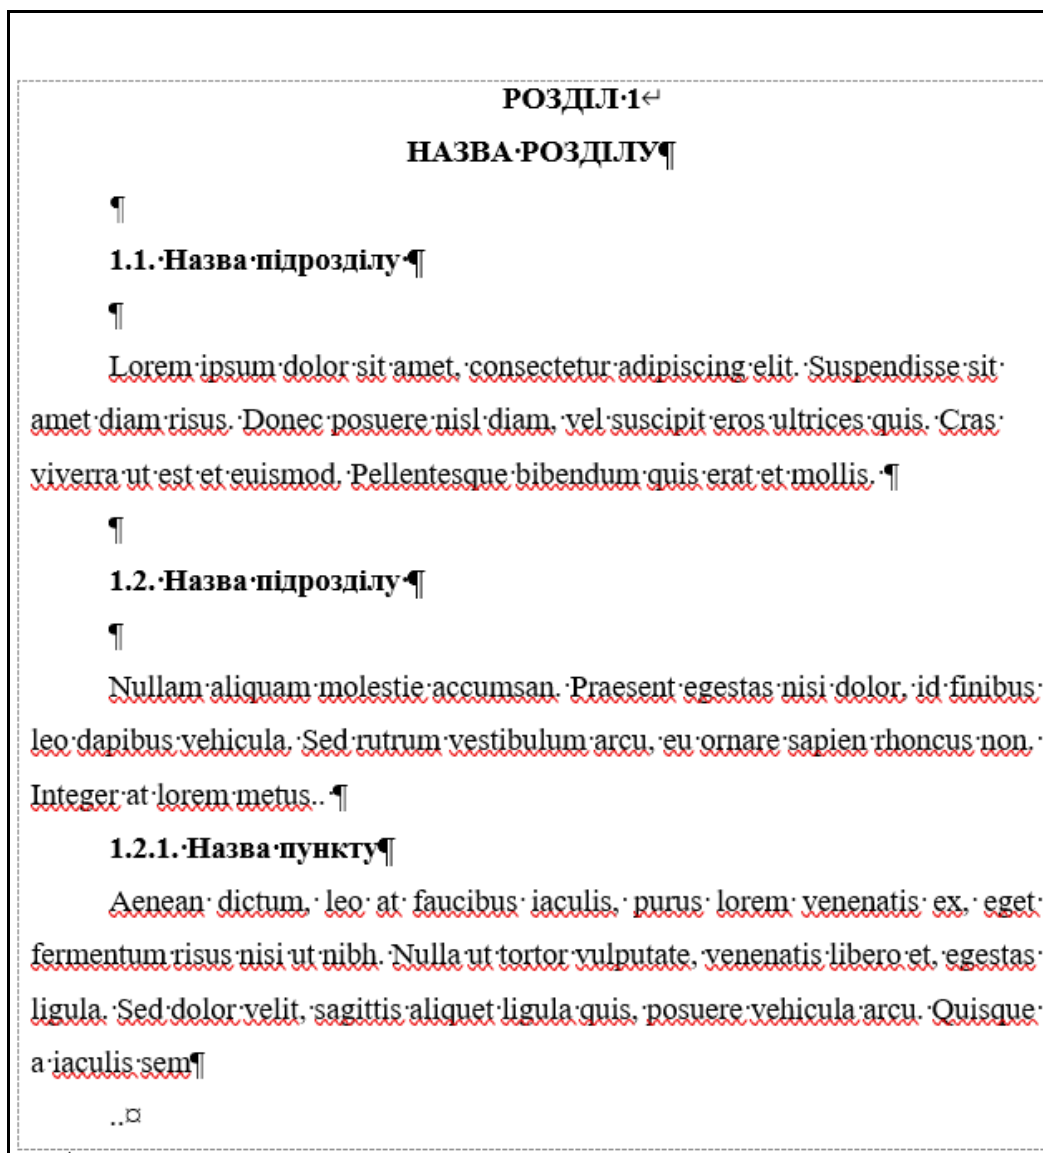 РОЗДІЛ 1
НАЗВА РОЗДІЛУ
1.1. Назва підрозділу
Lorem ipsum dolor sit amet, consectetur adipiscing elit. Suspendisse sit
amet diam risus. Donec posuere nisl diam, vel suscipit eros ultrices quis. Cras
viverra ut est et euismod. Pellentesque bibendum quis erat et mollis.
1.2. Назва підрозділу
Nullam aliquam molestie accumsan. Praesent egestas nisi dolor, id finibus
leo dapibus vehicula. Sed rutrum vestibulum arcu, eu ornare sapien rhoncus non.
Integer at lorem metus..
1.2.1. Назва пункту
Aenean dictum, leo at faucibus iaculis, purus lorem venenatis ex, eget
fermentum risus nisi ut nibh. Nulla ut tortor vulputate, venenatis libero et, egestas
ligula. Sed dolor velit, sagittis aliquet ligula quis, posuere vehicula arcu. Quisque
a iaculis sem
..